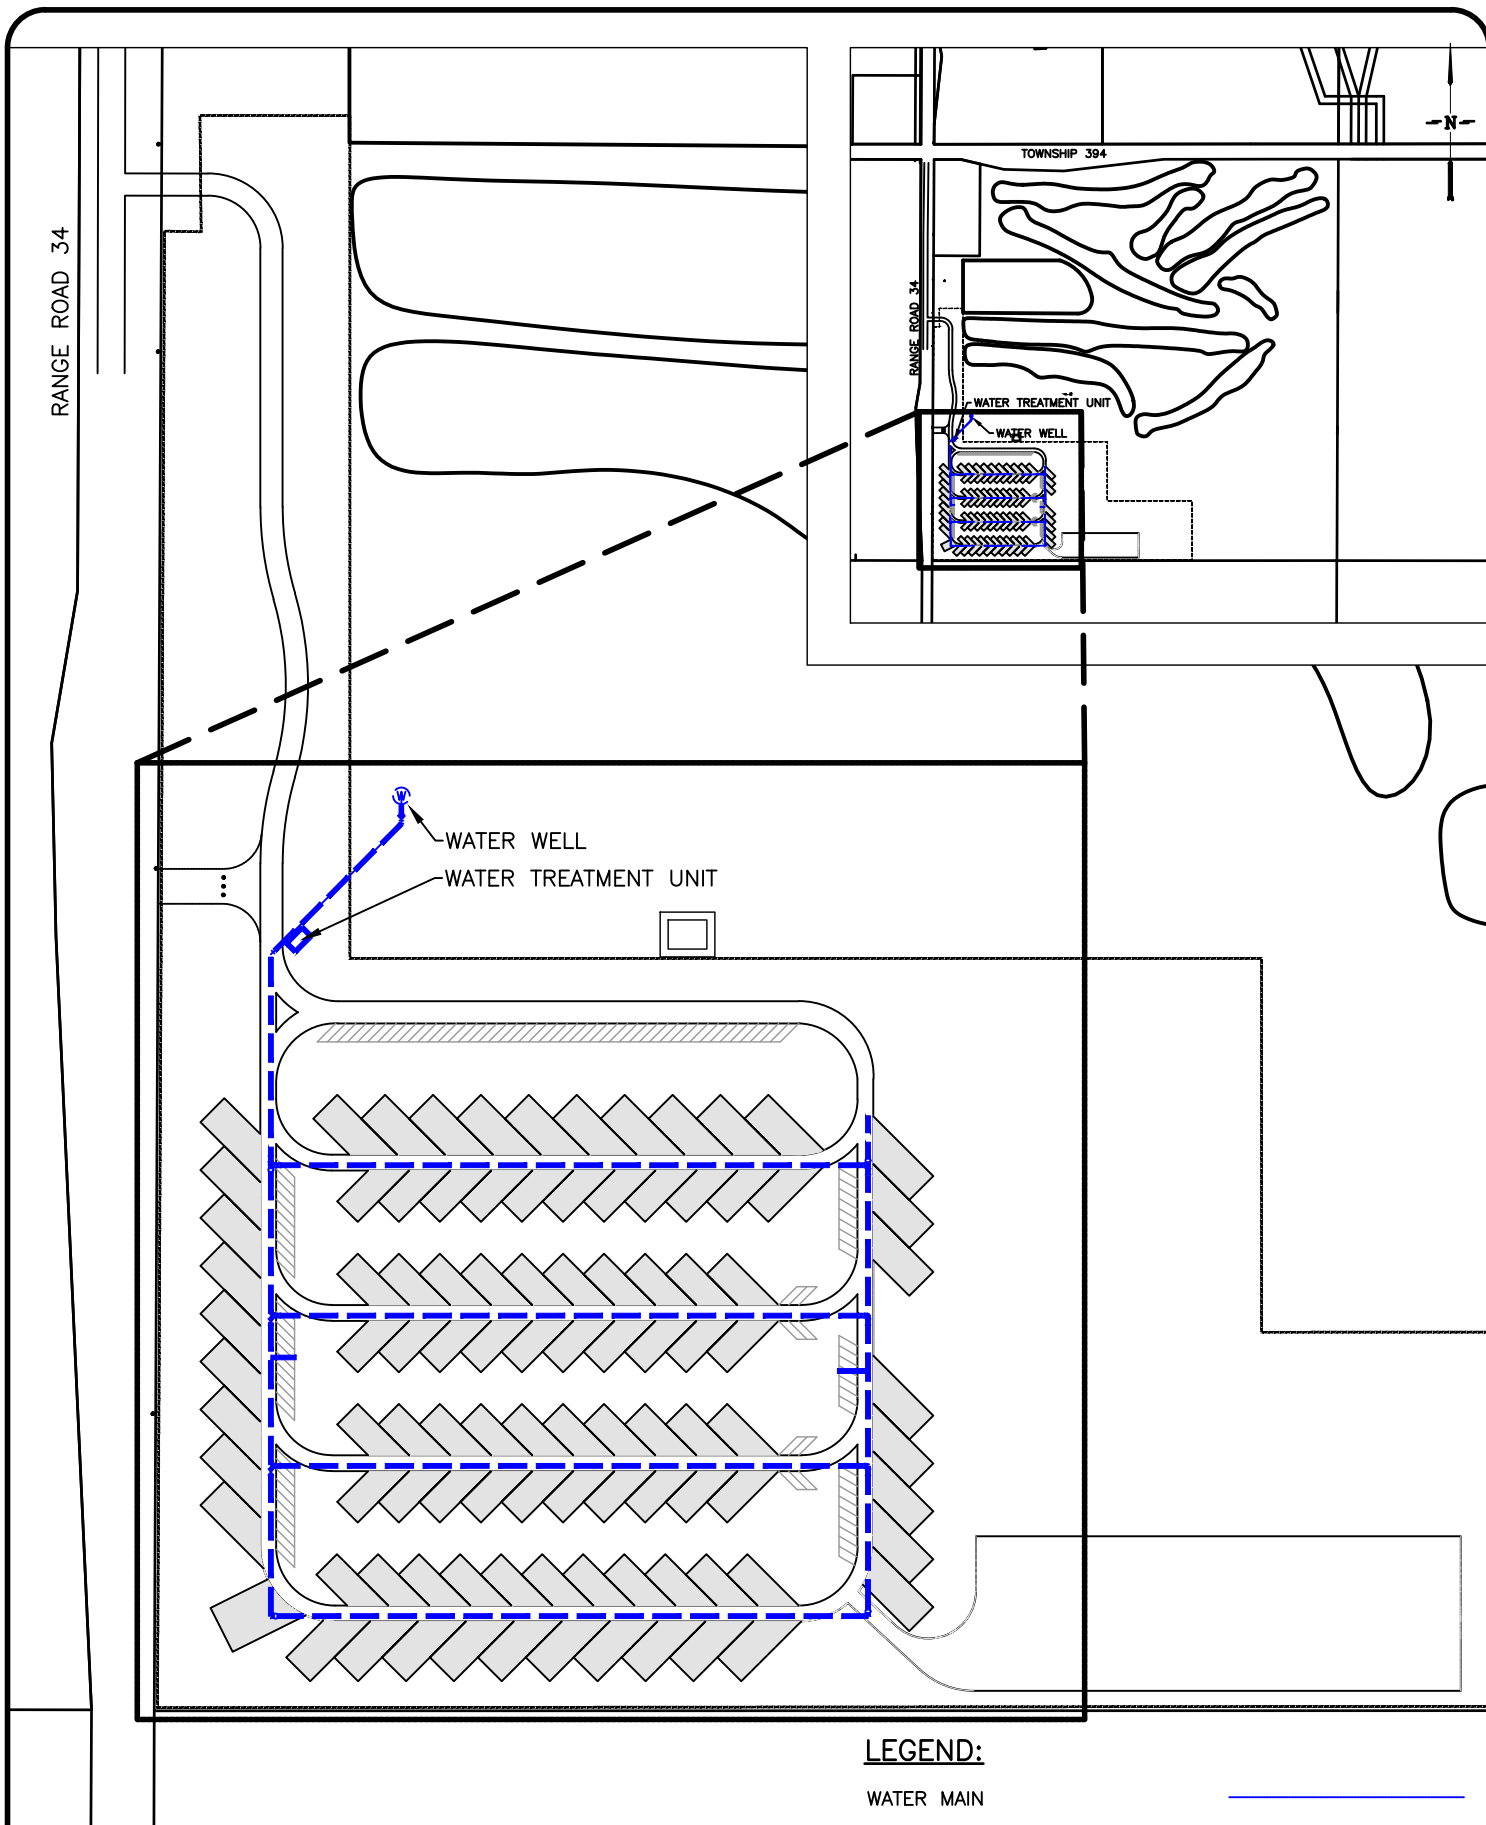 N
TOWNSHIP 394
RANGE ROAD 34
RANGE ROAD 34
WATER TREATMENT UNIT
WATER WELL
W
WATER WELL
WATER TREATMENT UNIT
LEGEND:
WATER MAIN